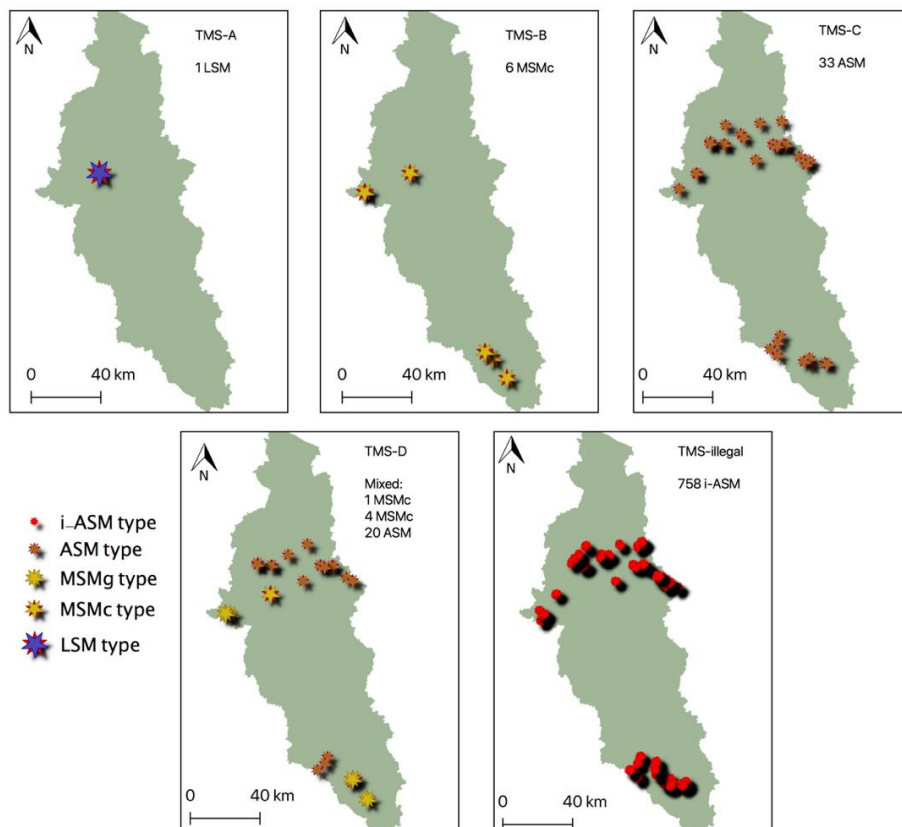 N
TMS-A
1 LSM
0 40 km
N
TMS-B
6 MSMc
0 40 km
N
TMS-C
33 ASM
0 40 km
i-ASM type
ASM type
MSMg type
MSMc type
LSM type
N
TMS-D
Mixed:
1 MSMc
4 MSMc
20 ASM
0 40 km
N
TMS-illegal
758 i-ASM
0 40 km